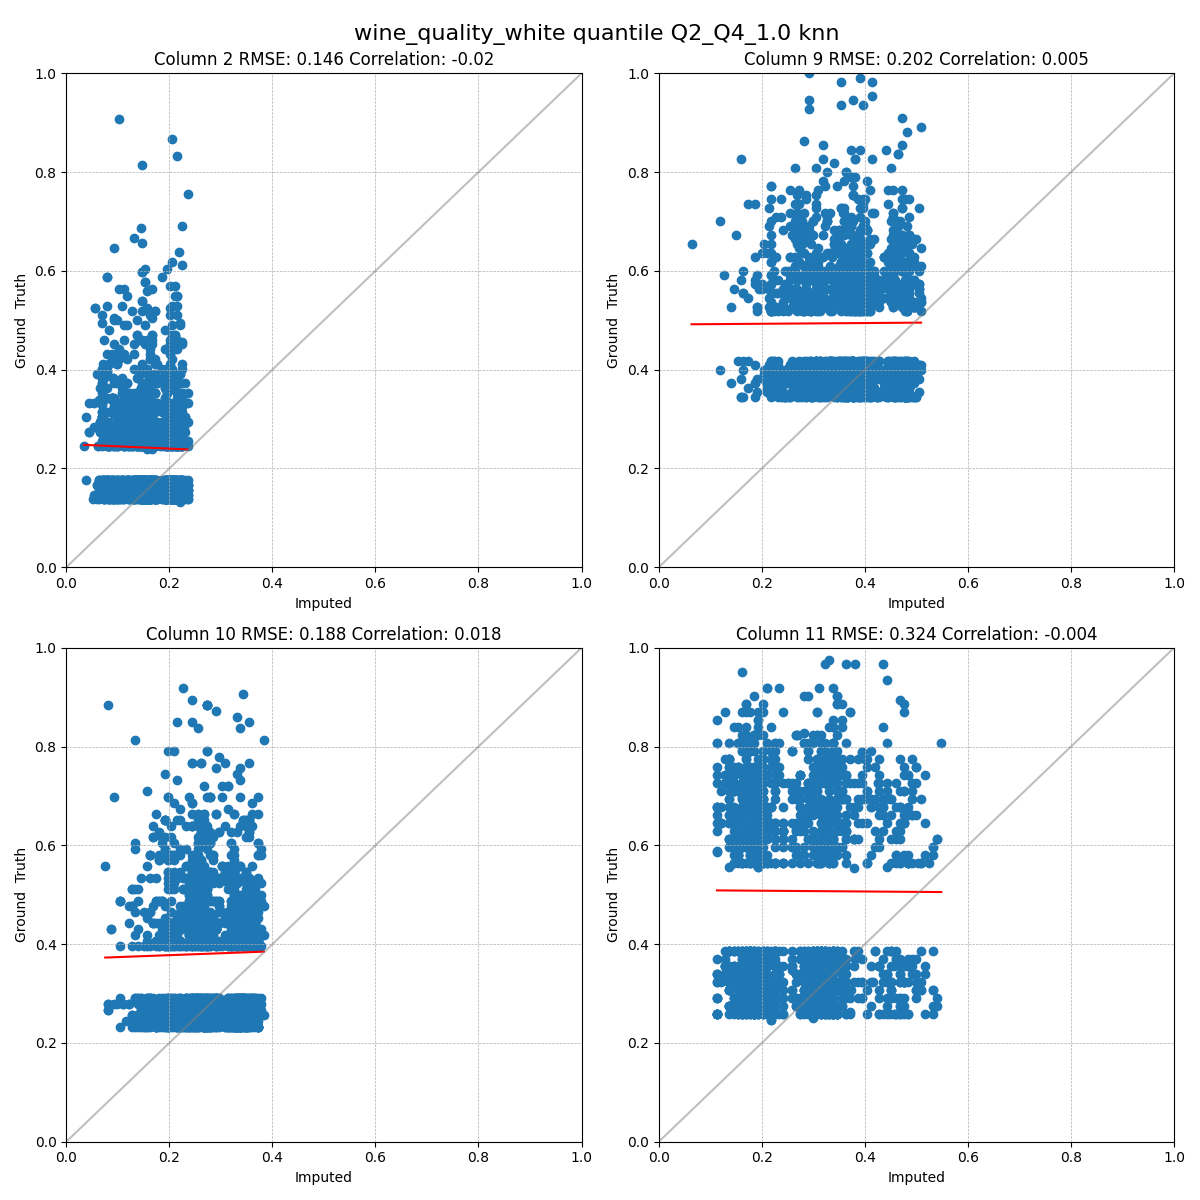 wine_quality_white quantile Q2_Q4_1.0 knn
Column 2 RMSE: 0.146 Correlation: -0.02
1.0
0.8
0.6
0.4
0.2
0.0
Ground Truth
0.0 0.2 0.4 0.6 0.8 1.0
Imputed
Column 9 RMSE: 0.202 Correlation: 0.005
1.0
0.8
0.6
0.4
0.2
0.0
Ground Truth
0.0 0.2 0.4 0.6 0.8 1.0
Imputed
Column 10 RMSE: 0.188 Correlation: 0.018
1.0
0.8
0.6
0.4
0.2
0.0
Ground Truth
0.0 0.2 0.4 0.6 0.8 1.0
Imputed
Column 11 RMSE: 0.324 Correlation: -0.004
1.0
0.8
0.6
0.4
0.2
0.0
Ground Truth
0.0 0.2 0.4 0.6 0.8 1.0
Imputed